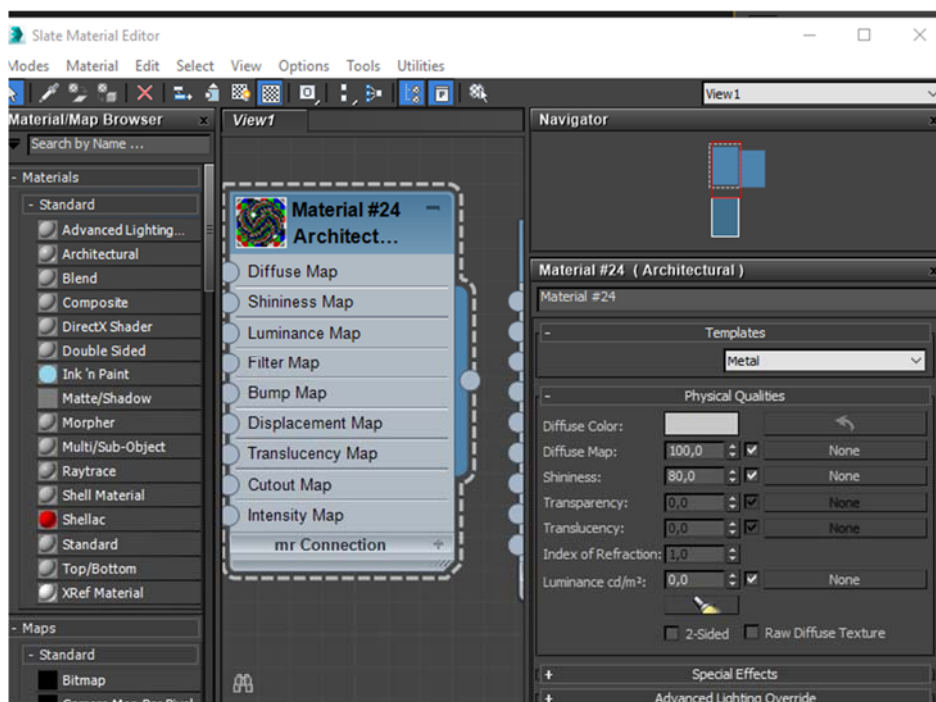 Slate Material Editor
Modes Material Edit Select View Options Tools Utilities
View1
Material/Map Browser x
Search by Name ...
- Materials
- Standard
Advanced Lighting...
Architectural
Blend
Composite
DirectX Shader
Double Sided
Ink 'n Paint
Matte/Shadow
Morpher
Multi/Sub-Object
Raytrace
Shell Material
Shellac
Standard
Top/Bottom
XRef Material
- Maps
- Standard
Bitmap
View1
Material #24
Architect...
Diffuse Map
Shininess Map
Luminance Map
Filter Map
Bump Map
Displacement Map
Translucency Map
Cutout Map
Intensity Map
mr Connection +
Navigator x
Material #24 ( Architectural ) x
Material #24
- Templates
Metal
- Physical Qualities
Diffuse Color:
Diffuse Map: 100,0 None
Shininess: 80,0 None
Transparency: 0,0 None
Translucency: 0,0 None
Index of Refraction: 1,0
Luminance cd/m²: 0,0 None
2-Sided Raw Diffuse Texture
+ Special Effects
+ Advanced Lighting Override